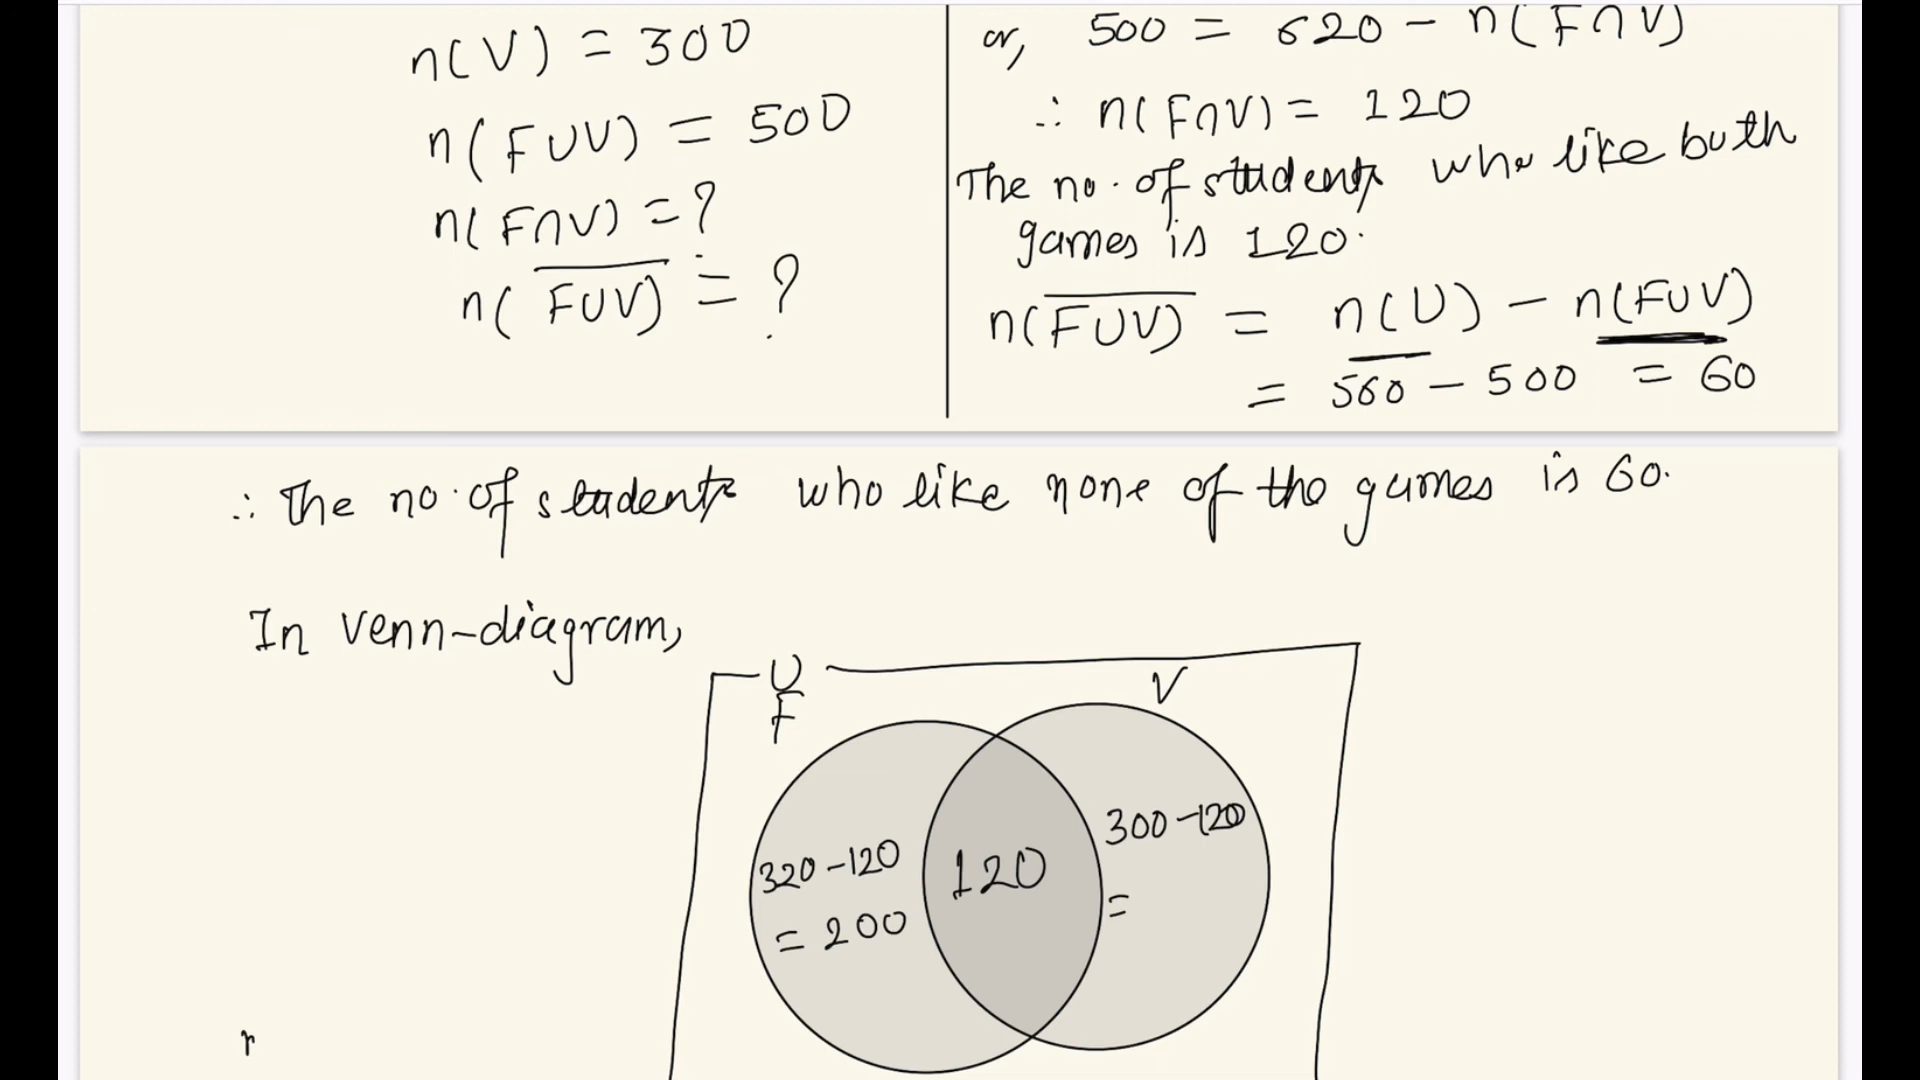 n(V) = 300
n(F∪V) = 500
n(F∩V) = ?
n(\overline{F∪V}) = ?
or, 500 = 620 - n(F∩V)
∴ n(F∩V) = 120
The no. of students who like both
games is 120.
n(\overline{F∪V}) = n(U) - n(F∪V)
= 560 - 500 = 60
∴ The no. of students who like none of the games is 60.
In venn-diagram,
U
F
V
320-120
= 200
120
300-120
=